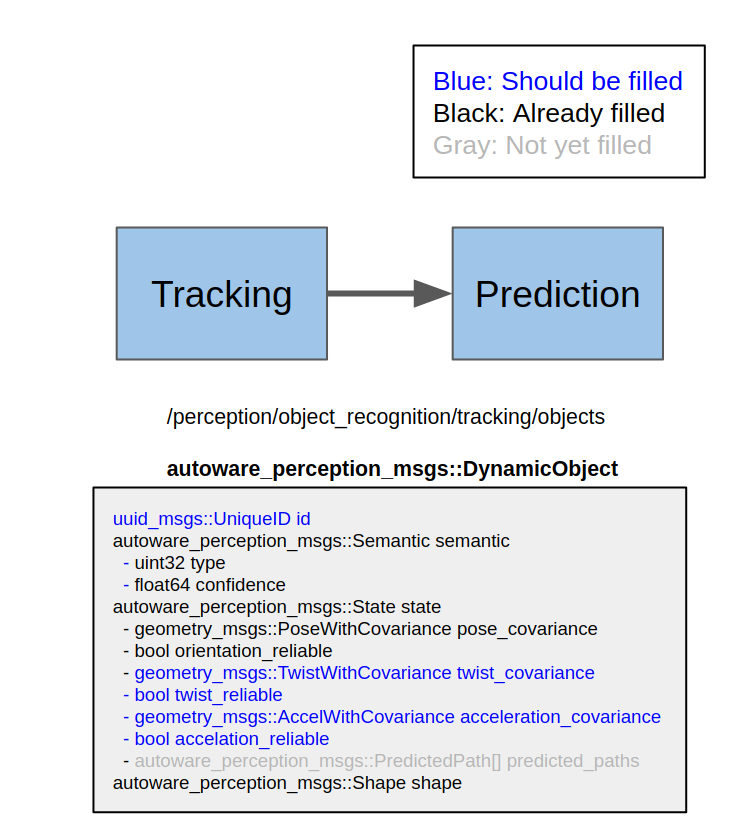 Blue: Should be filled
Black: Already filled
Gray: Not yet filled
Tracking
Prediction
/perception/object_recognition/tracking/objects
autoware_perception_msgs::DynamicObject
uuid_msgs::UniqueID id
autoware_perception_msgs::Semantic semantic
- uint32 type
- float64 confidence
autoware_perception_msgs::State state
- geometry_msgs::PoseWithCovariance pose_covariance
- bool orientation_reliable
- geometry_msgs::TwistWithCovariance twist_covariance
- bool twist_reliable
- geometry_msgs::AccelWithCovariance acceleration_covariance
- bool accelation_reliable
- autoware_perception_msgs::PredictedPath[] predicted_paths
autoware_perception_msgs::Shape shape